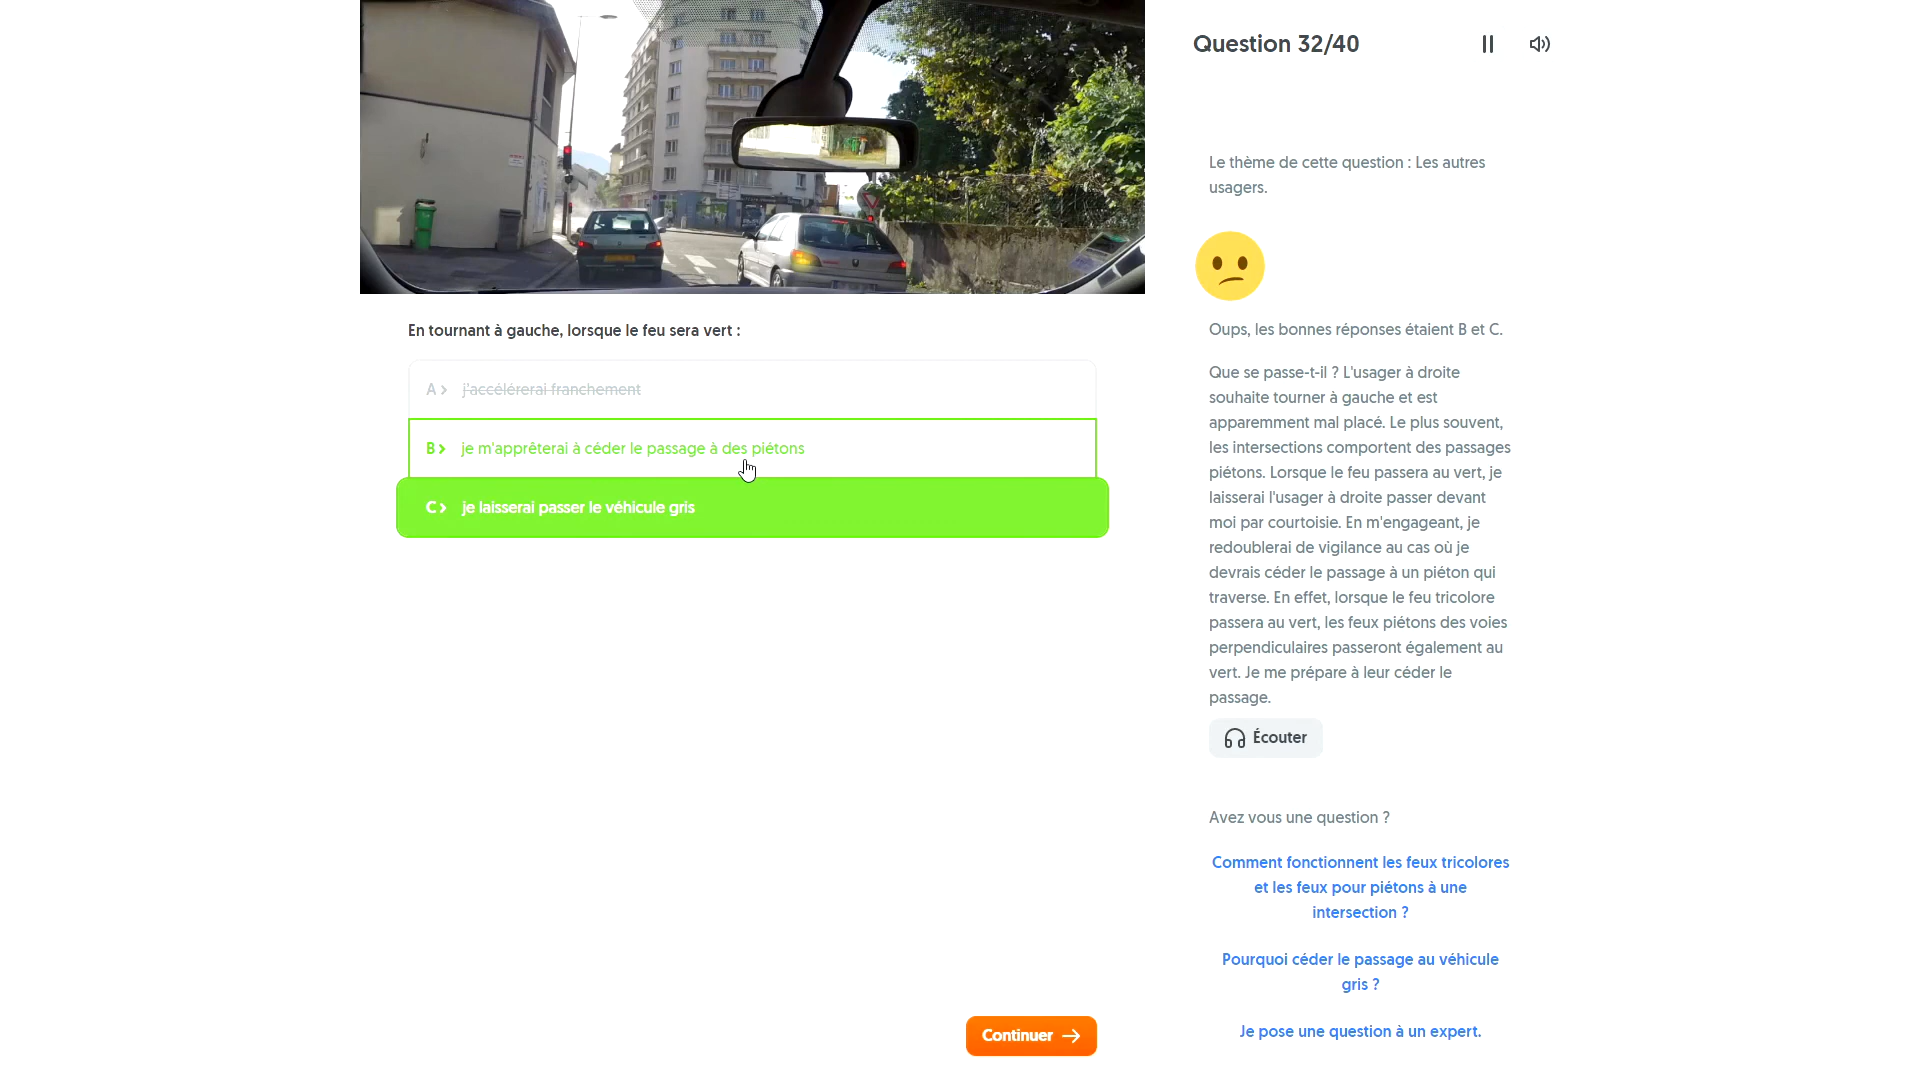 Question 32/40
Le thème de cette question : Les autres
usagers.
En tournant à gauche, lorsque le feu sera vert :
A
j'accélérerai franchement
B
je m'apprêterai à céder le passage à des piétons
C
je laisserai passer le véhicule gris
Oups, les bonnes réponses étaient B et C.
Que se passe-t-il ? L'usager à droite
souhaite tourner à gauche et est
apparemment mal placé. Le plus souvent,
les intersections comportent des passages
piétons. Lorsque le feu passera au vert, je
laisserai l'usager à droite passer devant
moi par courtoisie. En m'engageant, je
redoublerai de vigilance au cas où je
devrais céder le passage à un piéton qui
traverse. En effet, lorsque le feu tricolore
passera au vert, les feux piétons des voies
perpendiculaires passeront également au
vert. Je me prépare à leur céder le
passage.
Écouter
Avez vous une question ?
Comment fonctionnent les feux tricolores
et les feux pour piétons à une
intersection ?
Pourquoi céder le passage au véhicule
gris ?
Je pose une question à un expert.
Continuer